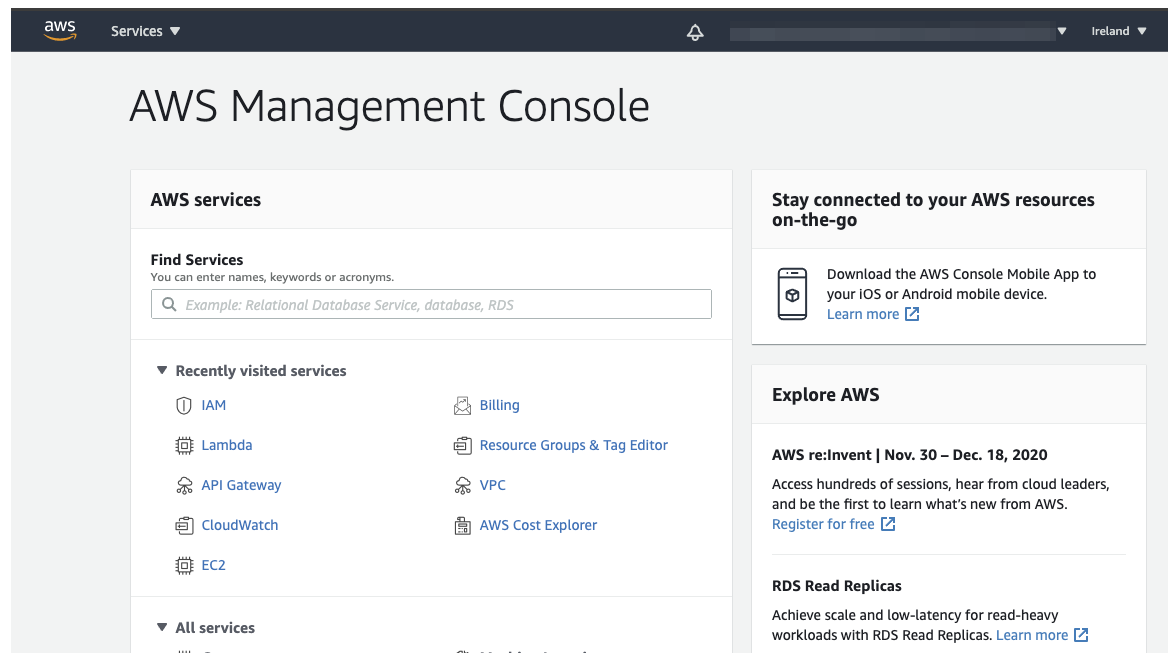 aws
Services
Ireland
AWS Management Console
AWS services
Find Services
You can enter names, keywords or acronyms.
Example: Relational Database Service, database, RDS
Recently visited services
IAM
Billing
Lambda
Resource Groups & Tag Editor
API Gateway
VPC
CloudWatch
AWS Cost Explorer
EC2
All services
Stay connected to your AWS resources
on-the-go
Download the AWS Console Mobile App to
your iOS or Android mobile device.
Learn more
Explore AWS
AWS re:Invent | Nov. 30 – Dec. 18, 2020
Access hundreds of sessions, hear from cloud leaders,
and be the first to learn what’s new from AWS.
Register for free
RDS Read Replicas
Achieve scale and low-latency for read-heavy
workloads with RDS Read Replicas. Learn more